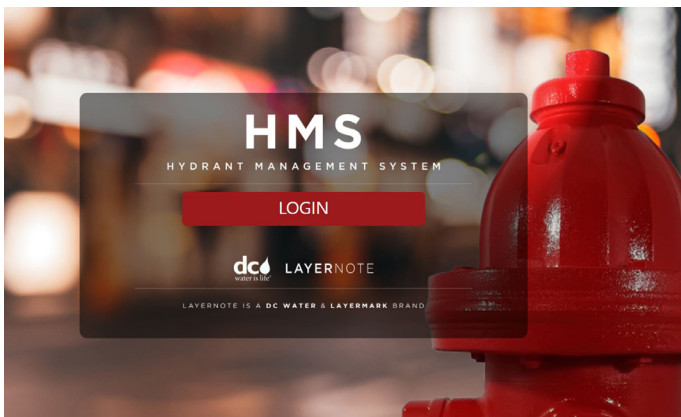 HMS
HYDRANT MANAGEMENT SYSTEM
LOGIN
dc
water is life®
LAYERNOTE
LAYERNOTE IS A DC WATER & LAYERMARK BRAND